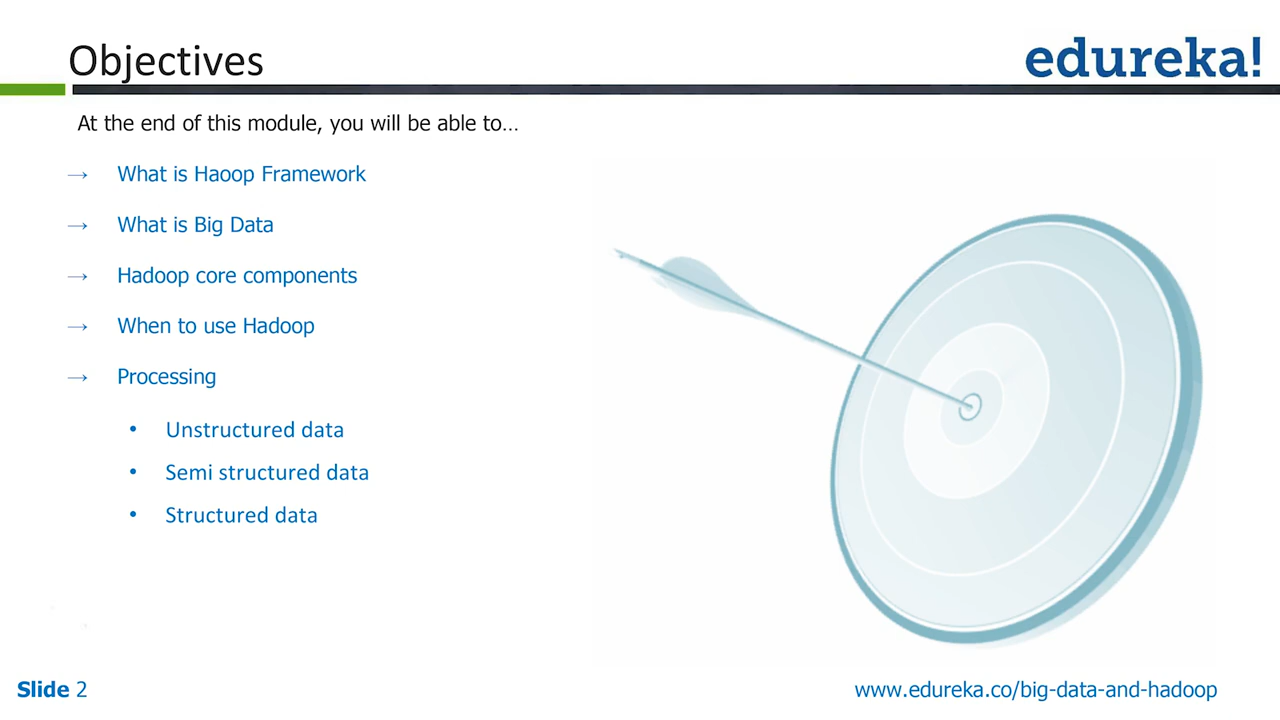 Objectives
edureka!
At the end of this module, you will be able to...
→ What is Haoop Framework
→ What is Big Data
→ Hadoop core components
→ When to use Hadoop
→ Processing
• Unstructured data
• Semi structured data
• Structured data
Slide 2
www.edureka.co/big-data-and-hadoop